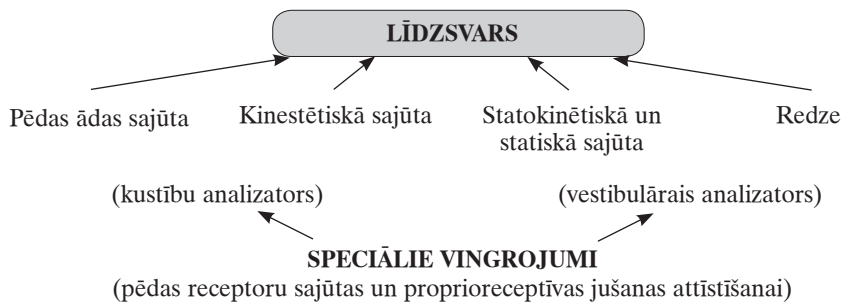 LĪDZSVARS
Pēdas ādas sajūta
Kinestētiskā sajūta
Statokinētiskā un
statiskā sajūta
Redze
(kustību analizators)
(vestibulārais analizators)
SPECIĀLIE VINGROJUMI
(pēdas receptoru sajūtas un proprioreceptīvas jušanas attīstīšanai)